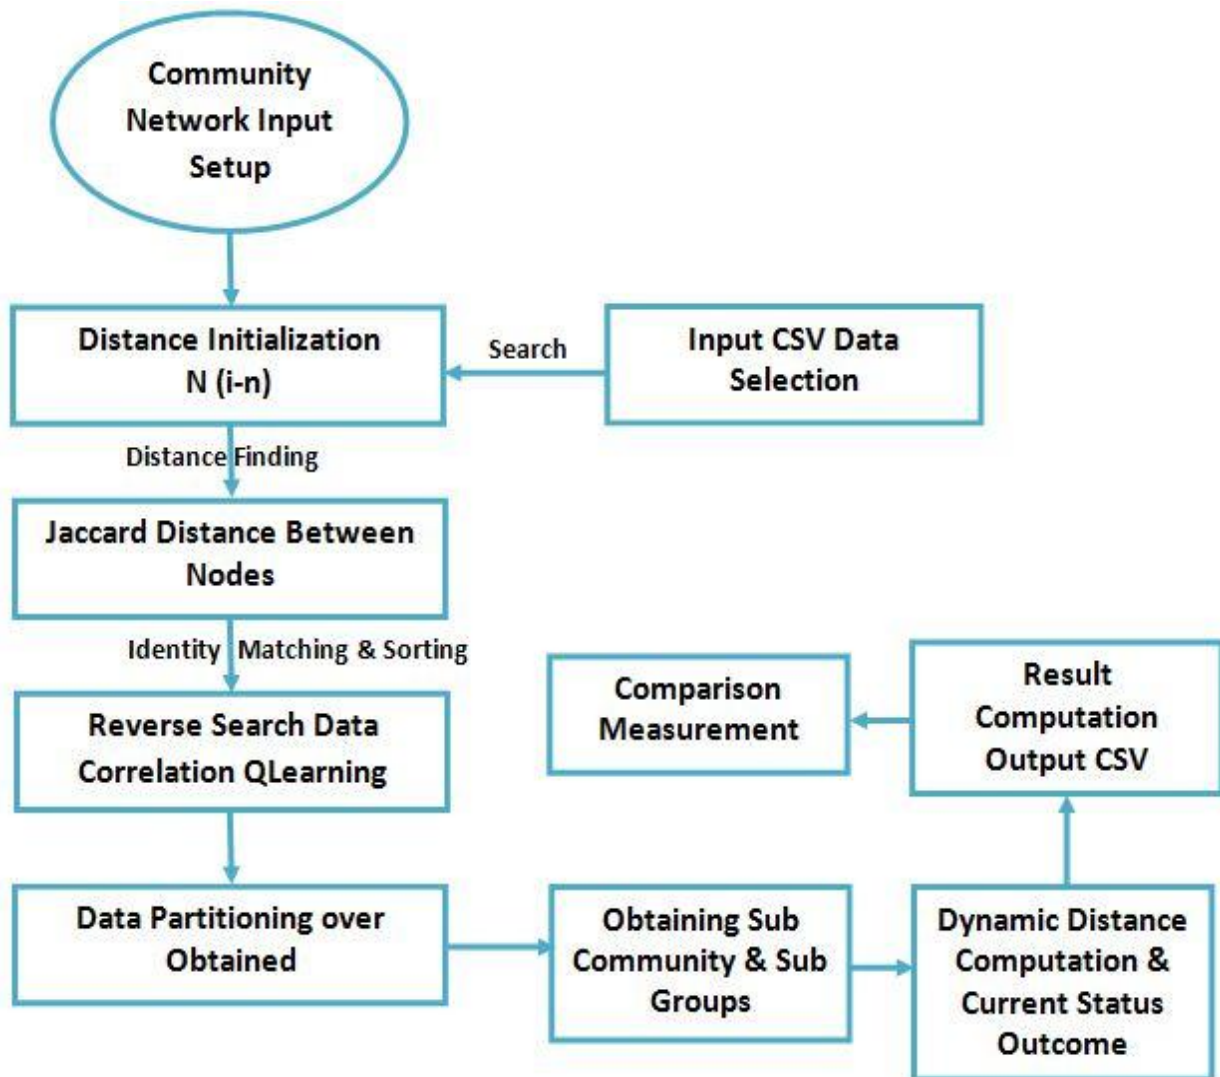 Community
Network Input
Setup
Distance Initialization
N (i-n)
Search
Input CSV Data
Selection
Distance Finding
Jaccard Distance Between
Nodes
Identity Matching & Sorting
Reverse Search Data
Correlation QLearning
Data Partitioning over
Obtained
Obtaining Sub
Community & Sub
Groups
Dynamic Distance
Computation &
Current Status
Outcome
Result
Computation
Output CSV
Comparison
Measurement